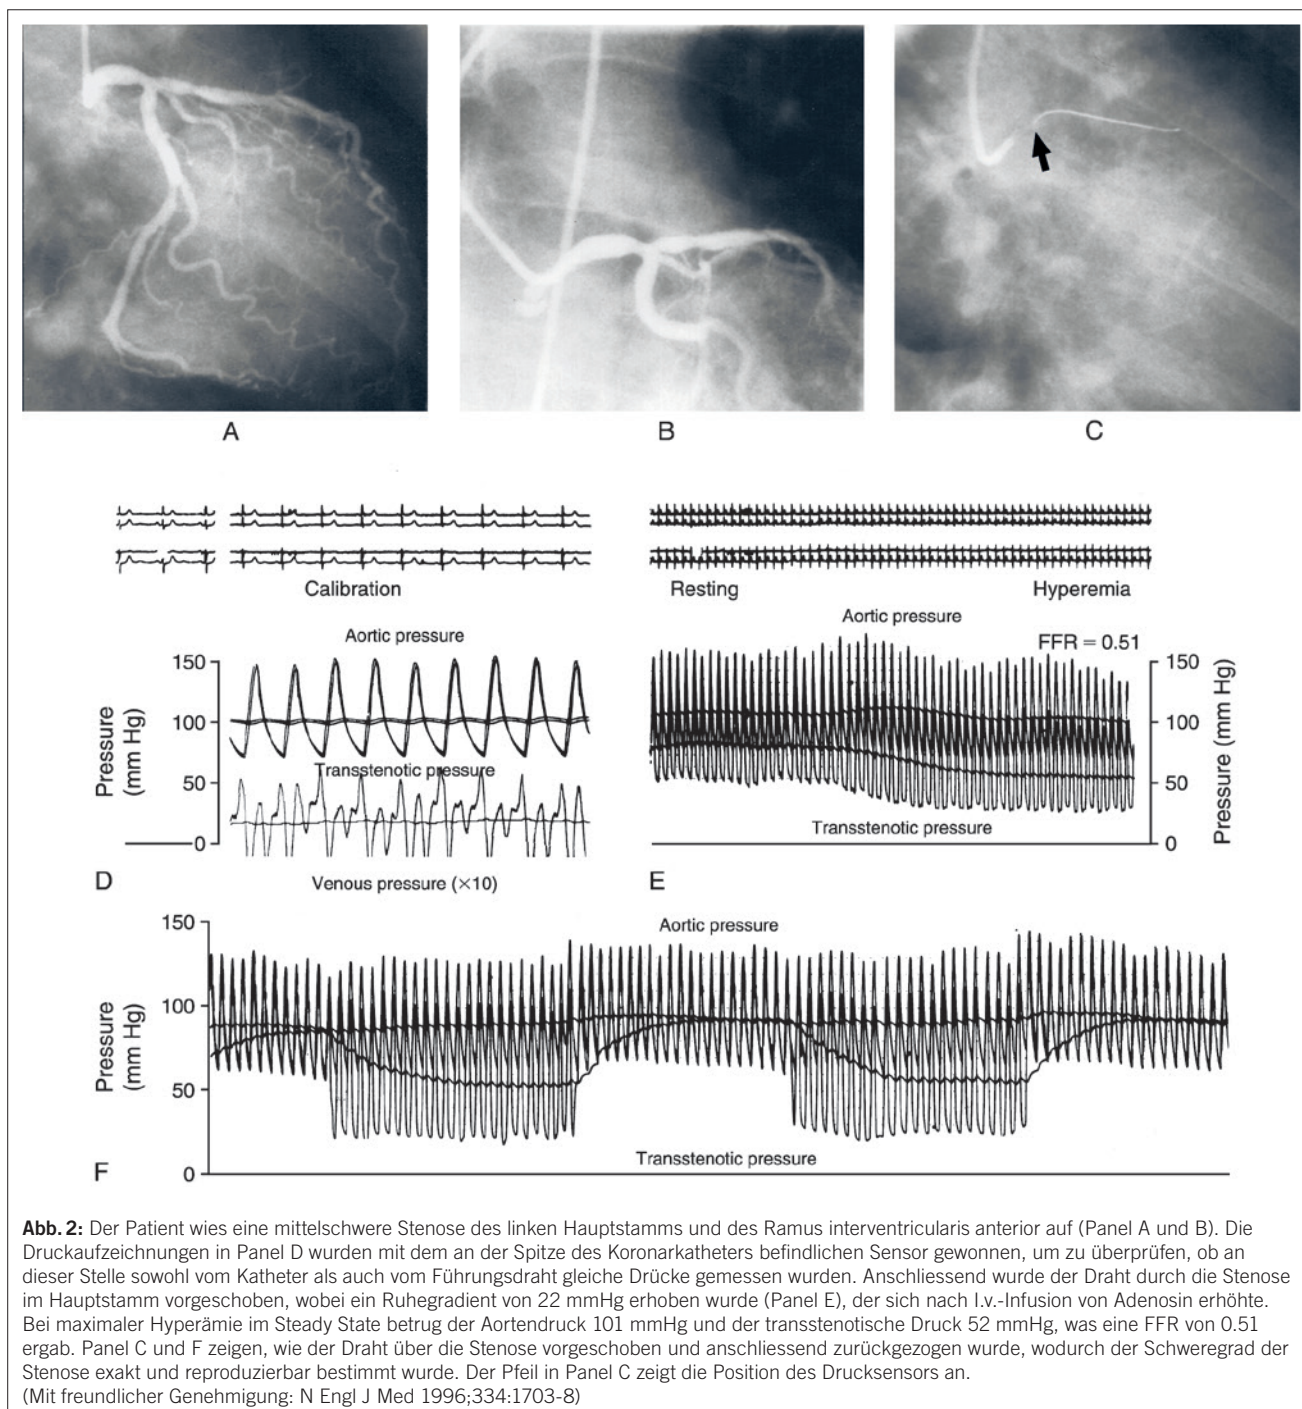 A
B
C
Calibration
Resting
Hyperemia
Aortic pressure
Aortic pressure
FFR = 0.51
150
100
50
0
Pressure
(mm Hg)
Transstenotic pressure
150
100
50
0
Pressure (mm Hg)
Transstenotic pressure
D
Venous pressure (×10)
E
150
100
50
0
Pressure
(mm Hg)
Aortic pressure
Transstenotic pressure
F
Abb. 2: Der Patient wies eine mittelschwere Stenose des linken Hauptstamms und des Ramus interventricularis anterior auf (Panel A und B). Die
Druckaufzeichnungen in Panel D wurden mit dem an der Spitze des Koronarkatheters befindlichen Sensor gewonnen, um zu überprüfen, ob an
dieser Stelle sowohl vom Katheter als auch vom Führungsdraht gleiche Drücke gemessen wurden. Anschliessend wurde der Draht durch die Stenose
im Hauptstamm vorgeschoben, wobei ein Ruhegradient von 22 mmHg erhoben wurde (Panel E), der sich nach I.v.-Infusion von Adenosin erhöhte.
Bei maximaler Hyperämie im Steady State betrug der Aortendruck 101 mmHg und der transstenotische Druck 52 mmHg, was eine FFR von 0.51
ergab. Panel C und F zeigen, wie der Draht über die Stenose vorgeschoben und anschliessend zurückgezogen wurde, wodurch der Schweregrad der
Stenose exakt und reproduzierbar bestimmt wurde. Der Pfeil in Panel C zeigt die Position des Drucksensors an.
(Mit freundlicher Genehmigung: N Engl J Med 1996;334:1703-8)